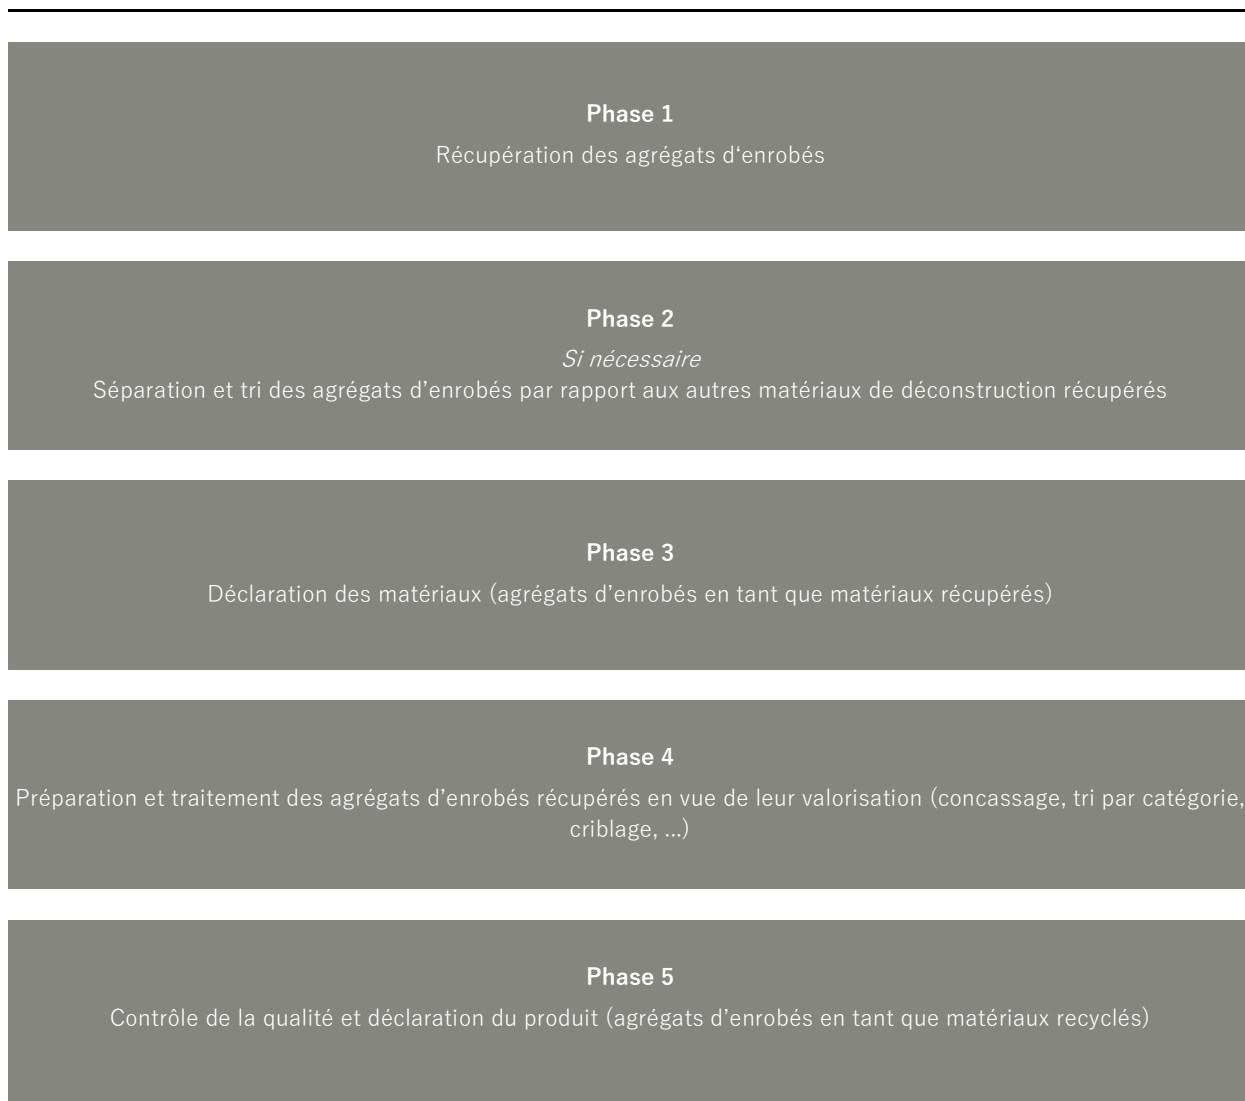 Phase 1
Récupération des agrégats d‘enrobés
Phase 2
Si nécessaire
Séparation et tri des agrégats d’enrobés par rapport aux autres matériaux de déconstruction récupérés
Phase 3
Déclaration des matériaux (agrégats d’enrobés en tant que matériaux récupérés)
Phase 4
Préparation et traitement des agrégats d’enrobés récupérés en vue de leur valorisation (concassage, tri par catégorie,
criblage, ...)
Phase 5
Contrôle de la qualité et déclaration du produit (agrégats d’enrobés en tant que matériaux recyclés)